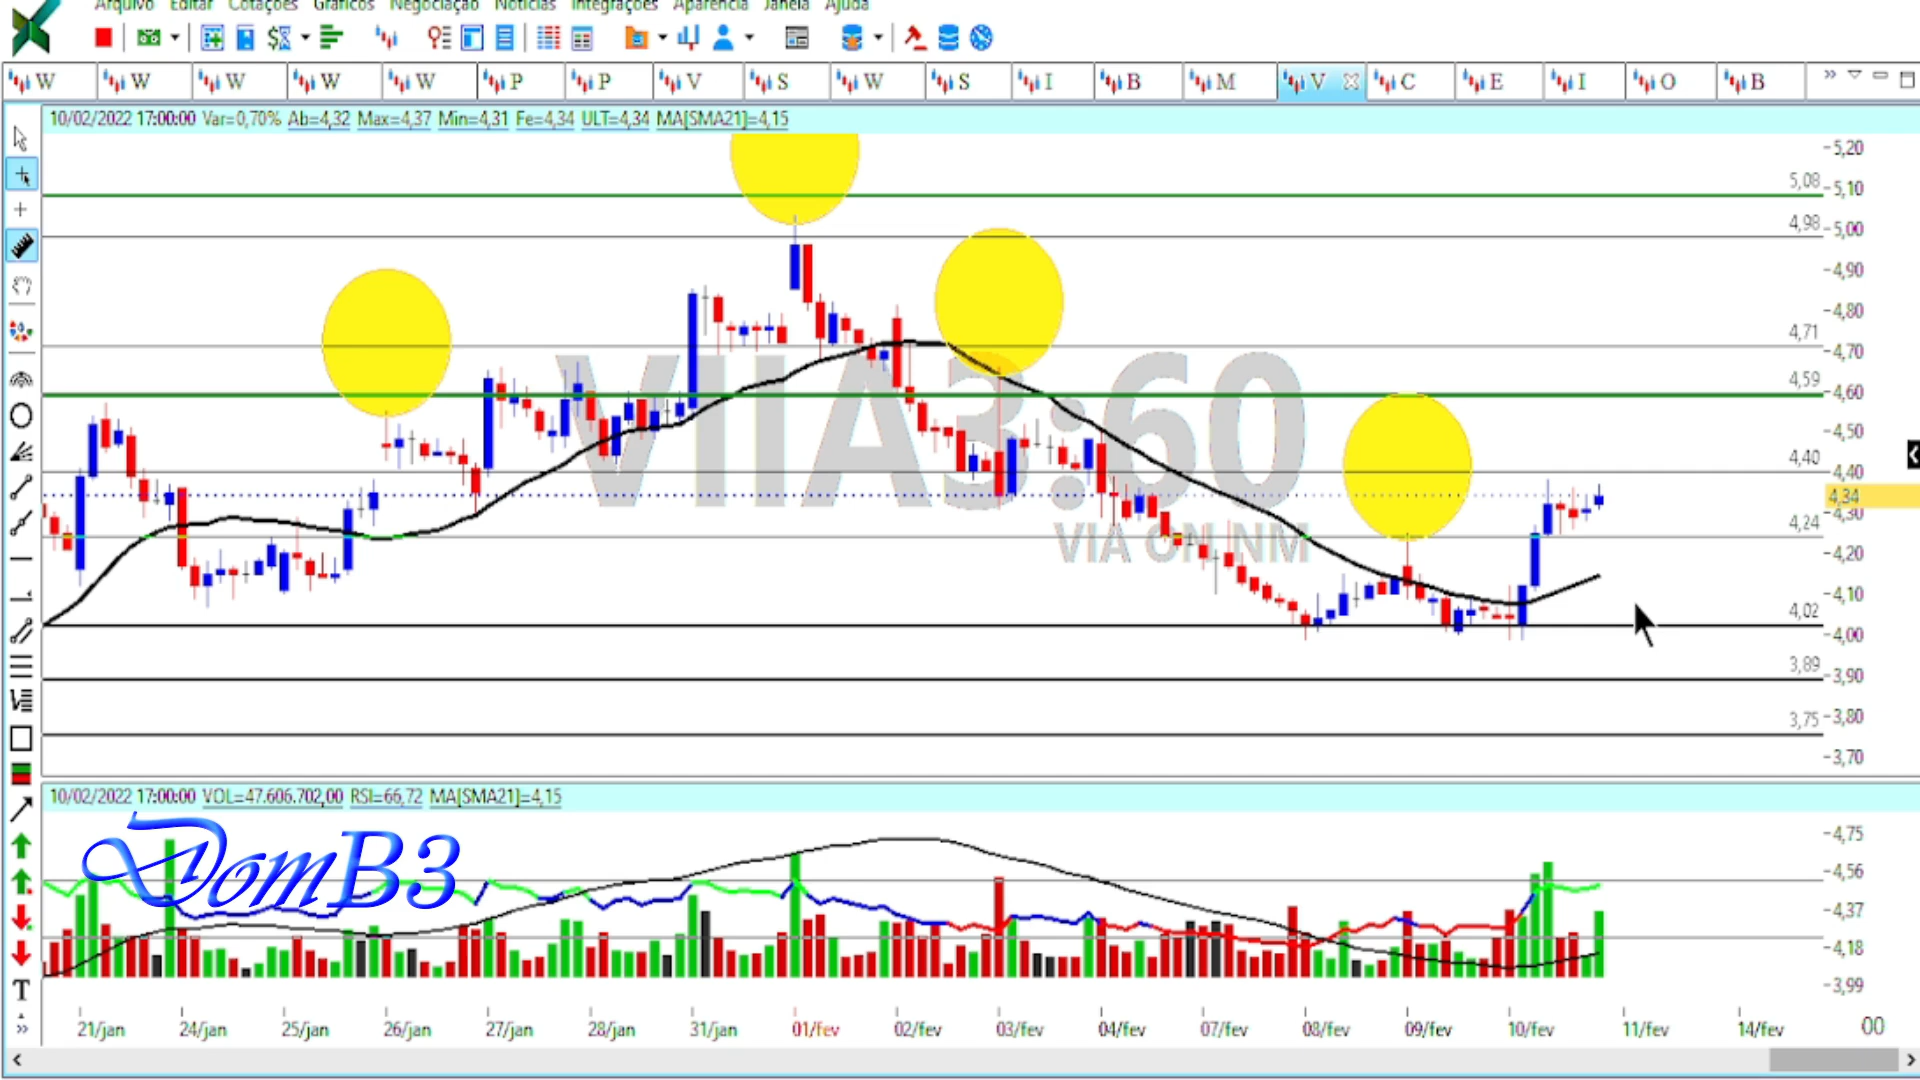 Arquivo Editar Cotações Gráficos Negociação Notícias Integrações Aparência Janela Ajuda
W W W W W P P V S W S I B M V C E I O B
10/02/2022 17:00:00 Var=0,70% Ab=4,32 Max=4,37 Min=4,31 Fe=4,34 ULT=4,34 MA[SMA21]=4,15
5,20
5,08 5,10
4,98 5,00
4,90
4,80
4,71 4,70
4,59 4,60
4,50
4,40 4,40
4,34
4,30
4,24
4,20
4,10
4,02 4,00
3,89 3,90
3,75 3,80
3,70
VIIA3:60
VIA ON NM
10/02/2022 17:00:00 VOL=47.606.702,00 RSI=66,72 MA[SMA21]=4,15
DomB3
4,75
4,56
4,37
4,18
3,99
T
21/jan 24/jan 25/jan 26/jan 27/jan 28/jan 31/jan 01/fev 02/fev 03/fev 04/fev 07/fev 08/fev 09/fev 10/fev 11/fev 14/fev 00